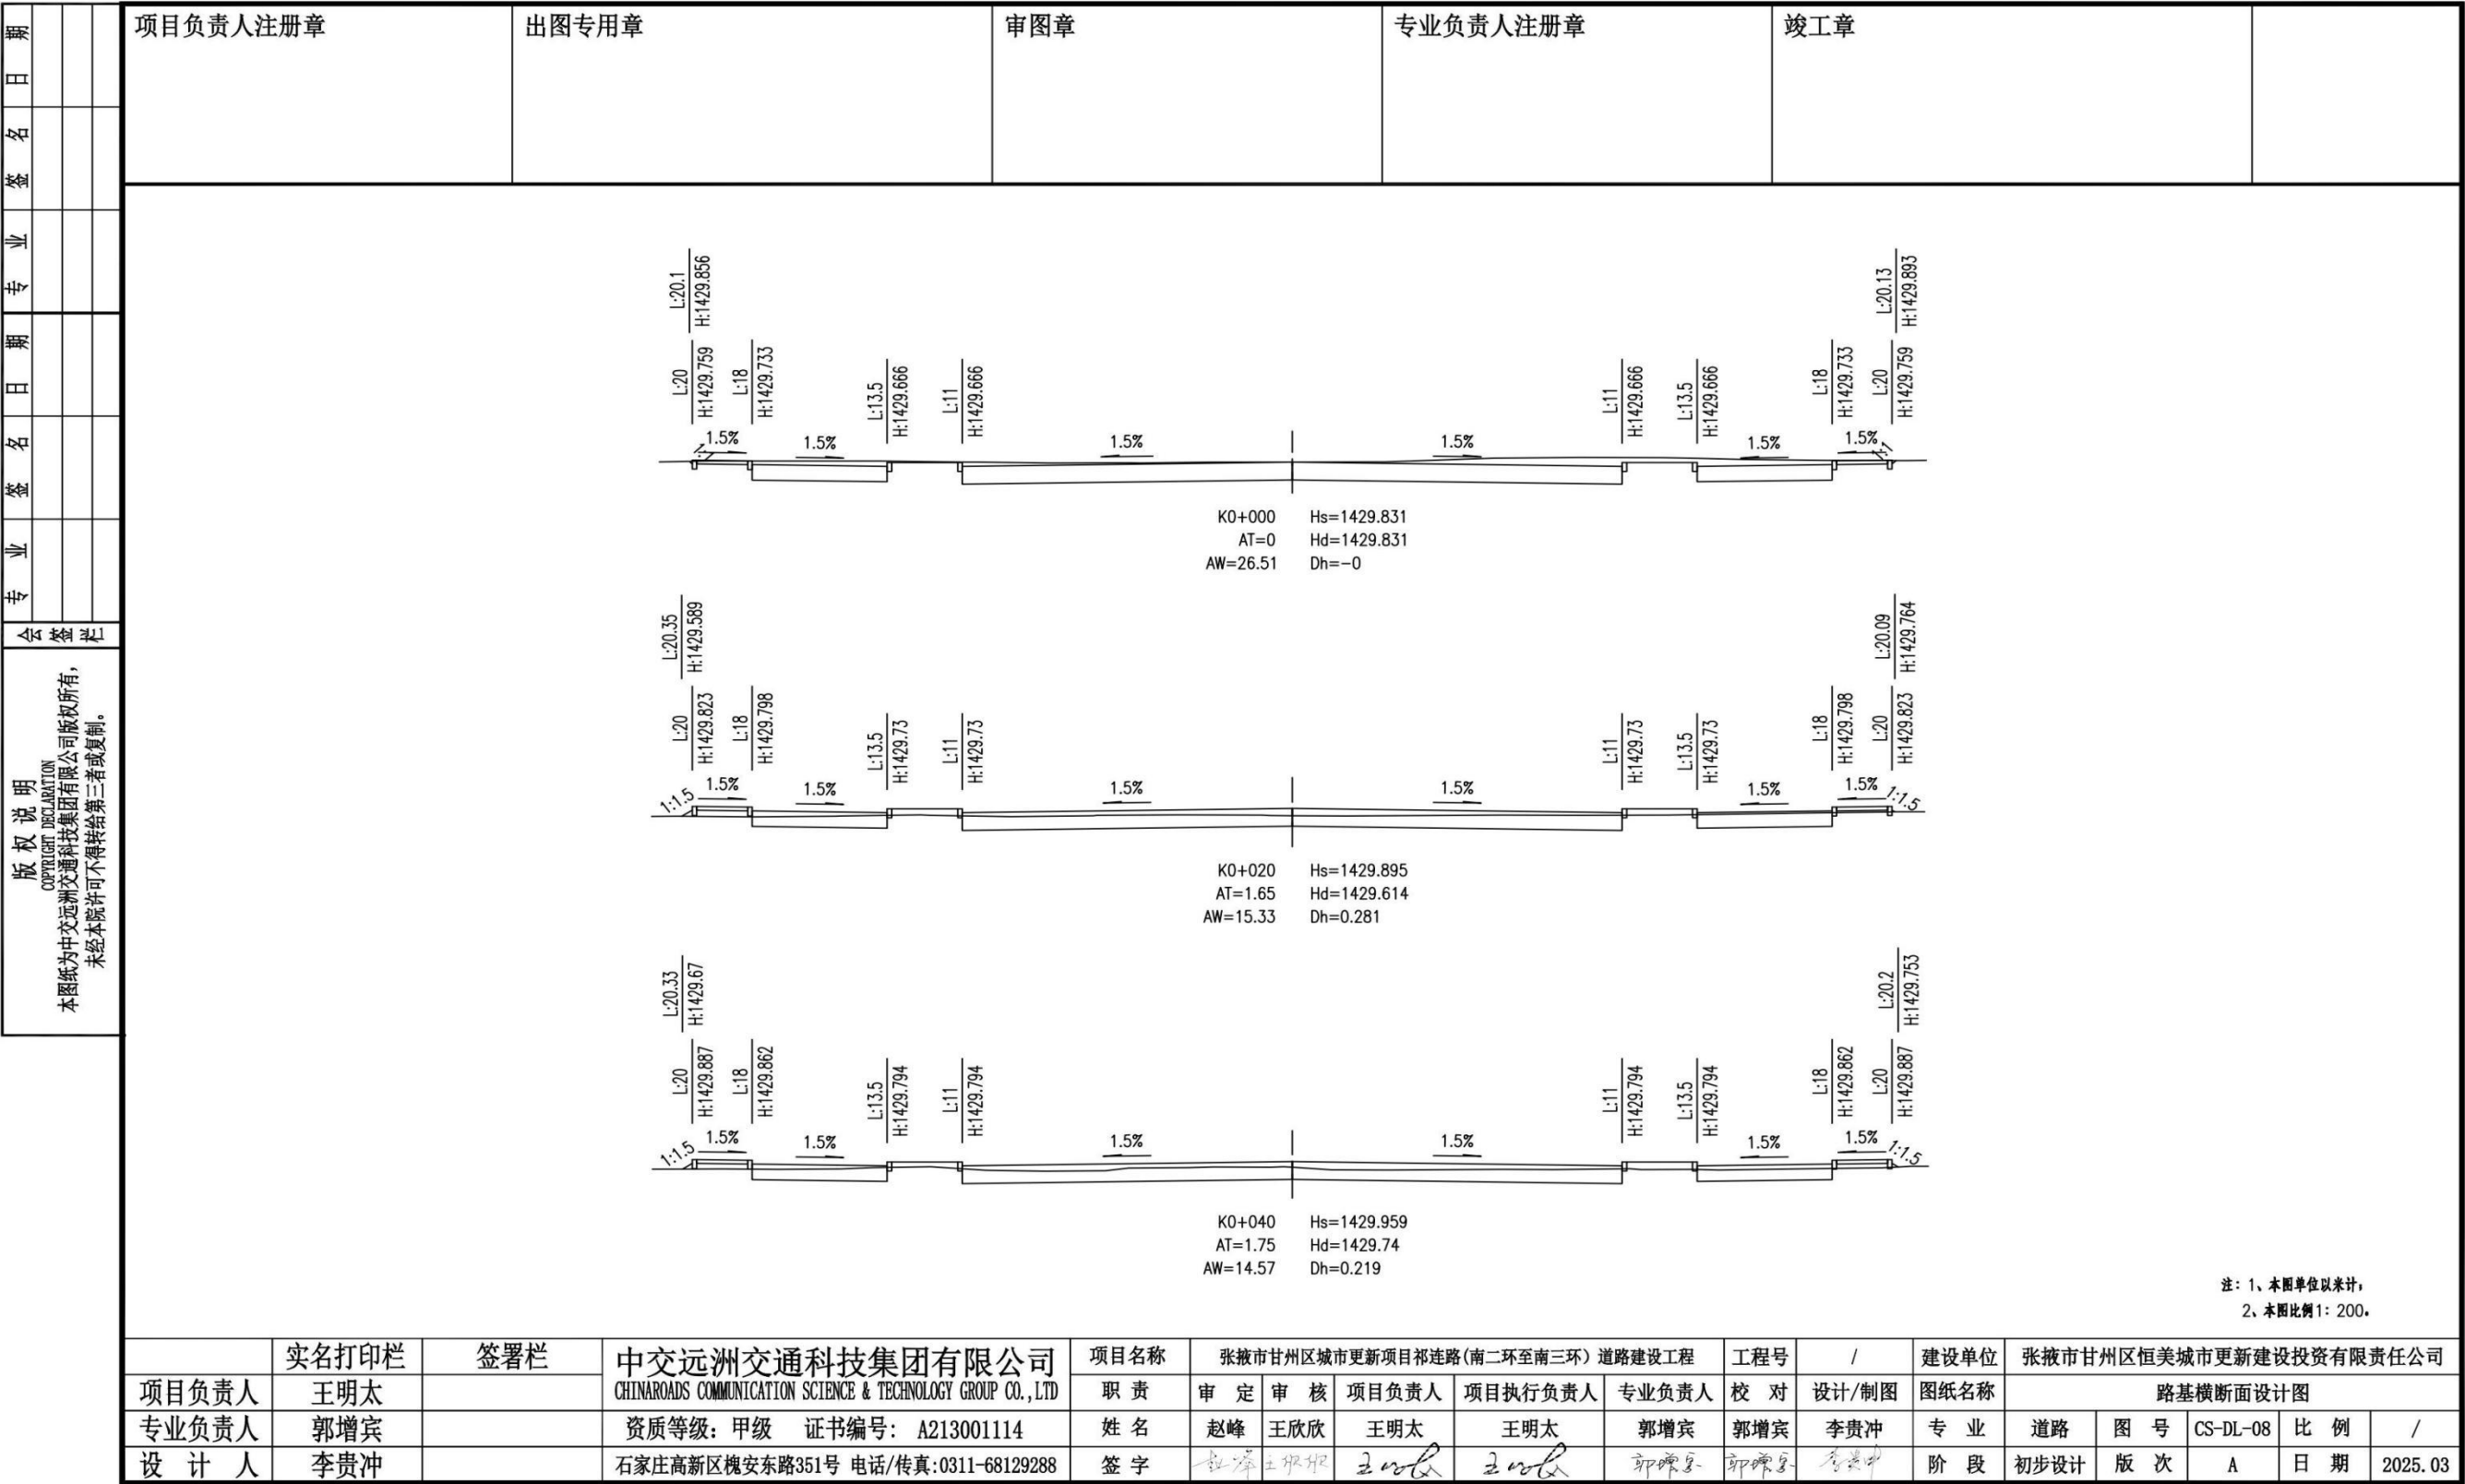 项目负责人注册章
出图专用章
审图章
专业负责人注册章
竣工章
专 业 签 名 日 期
专 业 签 名 日 期
会签栏
版权说明
COPYRIGHT DECLARATION
本图纸为中交远洲交通科技集团有限公司版权所有，
未经本院许可不得转给第三者或复制。
L:20.1
H:1429.856
L:20.13
H:1429.893
L:20
H:1429.759
L:18
H:1429.733
L:13.5
H:1429.666
L:11
H:1429.666
L:11
H:1429.666
L:13.5
H:1429.666
L:18
H:1429.733
L:20
H:1429.759
1:1 1.5% 1.5% 1.5% 1.5% 1.5% 1.5% 1:1
K0+000 Hs=1429.831
AT=0 Hd=1429.831
AW=26.51 Dh=-0
L:20.35
H:1429.589
L:20.09
H:1429.764
L:20
H:1429.823
L:18
H:1429.798
L:13.5
H:1429.73
L:11
H:1429.73
L:11
H:1429.73
L:13.5
H:1429.73
L:18
H:1429.798
L:20
H:1429.823
1:1.5 1.5% 1.5% 1.5% 1.5% 1.5% 1.5% 1:1.5
K0+020 Hs=1429.895
AT=1.65 Hd=1429.614
AW=15.33 Dh=0.281
L:20.33
H:1429.67
L:20.2
H:1429.753
L:20
H:1429.887
L:18
H:1429.862
L:13.5
H:1429.794
L:11
H:1429.794
L:11
H:1429.794
L:13.5
H:1429.794
L:18
H:1429.862
L:20
H:1429.887
1:1.5 1.5% 1.5% 1.5% 1.5% 1.5% 1.5% 1:1.5
K0+040 Hs=1429.959
AT=1.75 Hd=1429.74
AW=14.57 Dh=0.219
注：1、本图单位以米计；
2、本图比例1：200。
实名打印栏 签署栏
项目负责人 王明太
专业负责人 郭增宾
设 计 人 李贵冲
中交远洲交通科技集团有限公司
CHINAROADS COMMUNICATION SCIENCE & TECHNOLOGY GROUP CO.,LTD
资质等级：甲级 证书编号：A213001114
石家庄高新区槐安东路351号 电话/传真:0311-68129288
项目名称 张掖市甘州区城市更新项目祁连路(南二环至南三环）道路建设工程 工程号 / 建设单位 张掖市甘州区恒美城市更新建设投资有限责任公司
职 责 审 定 审 核 项目负责人 项目执行负责人 专业负责人 校 对 设计/制图 图纸名称 路基横断面设计图
姓 名 赵峰 王欣欣 王明太 王明太 郭增宾 郭增宾 李贵冲 专 业 道路 图 号 CS-DL-08 比 例 /
签 字 赵峰 王欣欣 王明太 王明太 郭增宾 郭增宾 李贵冲 阶 段 初步设计 版 次 A 日 期 2025.03